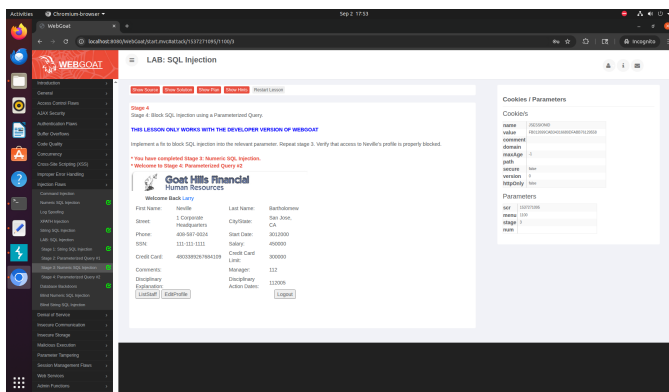 Activities
Chromium-browser
Sep 2 17:53
WebGoat
localhost:8080/WebGoat/start.mvc#attack/1537271095/1100/3
Incognito
WEBGOAT
LAB: SQL Injection
Introduction
General
Access Control Flaws
AJAX Security
Authentication Flaws
Buffer Overflows
Code Quality
Concurrency
Cross-Site Scripting (XSS)
Improper Error Handling
Injection Flaws
Command Injection
Numeric SQL Injection
Log Spoofing
XPATH Injection
String SQL Injection
LAB: SQL Injection
Stage 1: String SQL Injection
Stage 2: Parameterized Query #1
Stage 3: Numeric SQL Injection
Stage 4: Parameterized Query #2
Database Backdoors
Blind Numeric SQL Injection
Blind String SQL Injection
Denial of Service
Insecure Communication
Insecure Storage
Malicious Execution
Parameter Tampering
Session Management Flaws
Web Services
Admin Functions
Show Source
Show Solution
Show Plan
Show Hints
Restart Lesson
Stage 4
Stage 4: Block SQL Injection using a Parameterized Query.
THIS LESSON ONLY WORKS WITH THE DEVELOPER VERSION OF WEBGOAT
Implement a fix to block SQL injection into the relevant parameter. Repeat stage 3. Verify that access to Neville's profile is properly blocked.
* You have completed Stage 3: Numeric SQL Injection.
* Welcome to Stage 4: Parameterized Query #2
Goat Hills Financial
Human Resources
Welcome Back Larry
First Name: Neville Last Name: Bartholomew
Street: 1 Corporate Headquarters City/State: San Jose, CA
Phone: 408-587-0024 Start Date: 3012000
SSN: 111-111-1111 Salary: 450000
Credit Card: 4803389267684109 Credit Card Limit: 300000
Comments: Manager: 112
Disciplinary Explanation: Disciplinary Action Dates: 112005
ListStaff
EditProfile
Logout
Cookies / Parameters
Cookie/s
name JSESSIONID
value
comment
domain
maxAge -1
path
secure false
version 0
httpOnly false
Parameters
scr 1537271095
menu 1100
stage 3
num